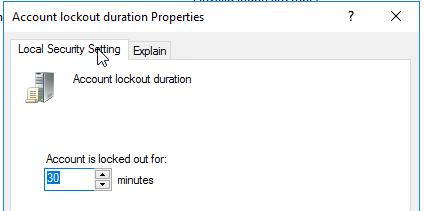 Account lockout duration Properties
?
Local Security Setting
Explain
Account lockout duration
Account is locked out for:
30 minutes